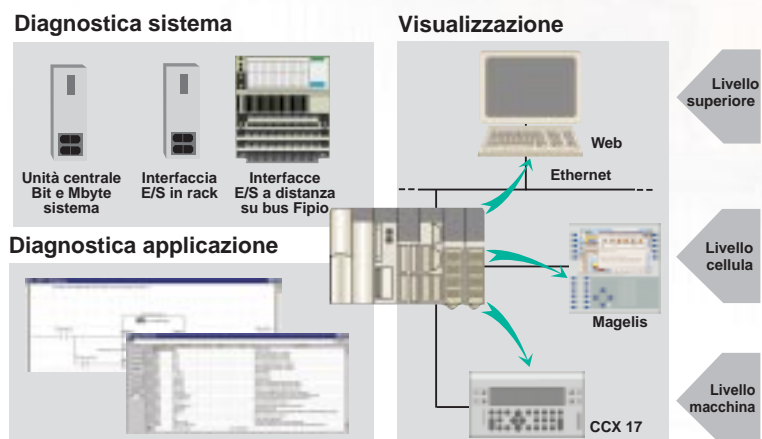 Diagnostica sistema
Unità centrale
Bit e Mbyte
sistema
Interfaccia
E/S in rack
Interfacce
E/S a distanza
su bus Fipio
Diagnostica applicazione
Visualizzazione
Web
Ethernet
Magelis
CCX 17
Livello
superiore
Livello
cellula
Livello
macchina